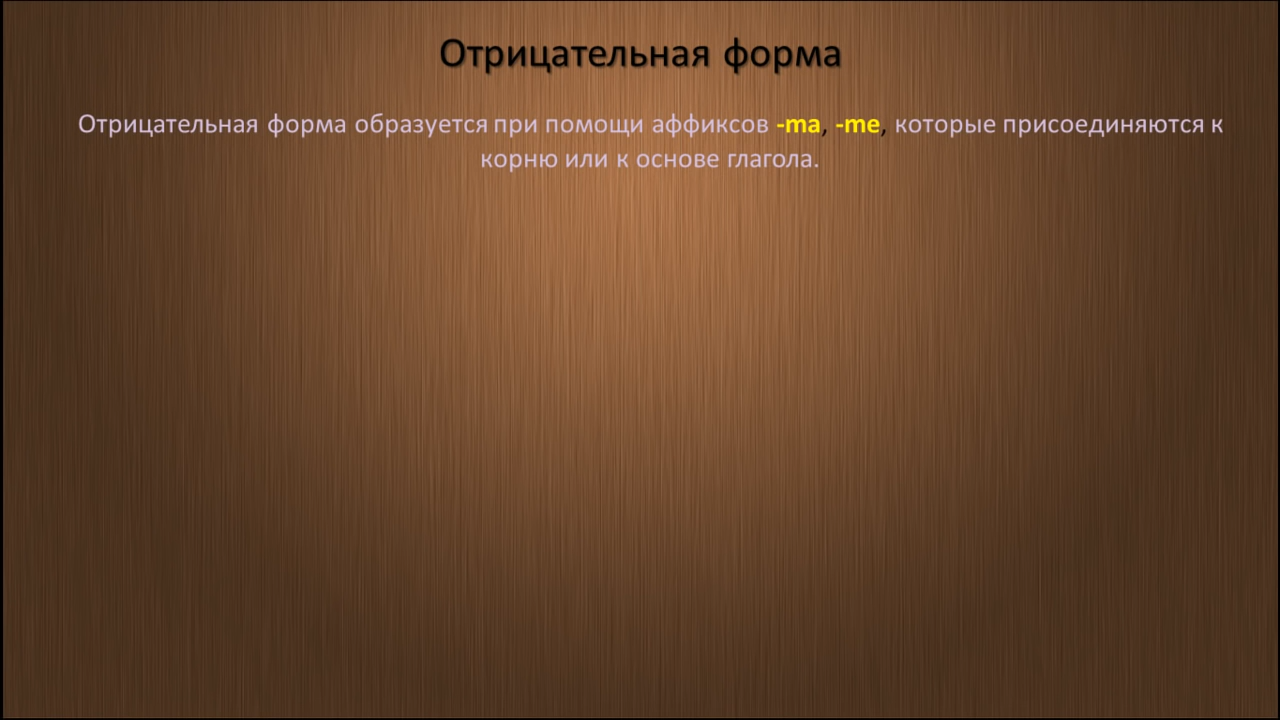 Отрицательная форма
Отрицательная форма образуется при помощи аффиксов -ma, -me, которые присоединяются к
корню или к основе глагола.